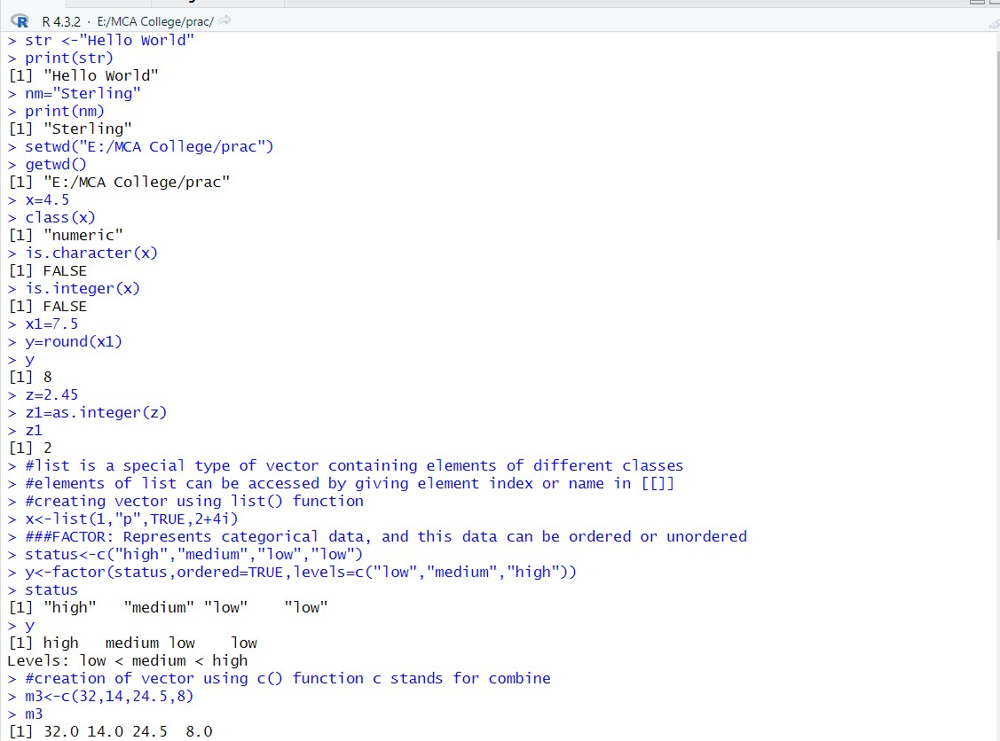 R R 4.3.2 · E:/MCA College/prac/
> str <-"Hello World"
> print(str)
[1] "Hello World"
> nm="Sterling"
> print(nm)
[1] "Sterling"
> setwd("E:/MCA College/prac")
> getwd()
[1] "E:/MCA College/prac"
> x=4.5
> class(x)
[1] "numeric"
> is.character(x)
[1] FALSE
> is.integer(x)
[1] FALSE
> x1=7.5
> y=round(x1)
> y
[1] 8
> z=2.45
> z1=as.integer(z)
> z1
[1] 2
> #list is a special type of vector containing elements of different classes
> #elements of list can be accessed by giving element index or name in [[]]
> #creating vector using list() function
> x<-list(1,"p",TRUE,2+4i)
> ###FACTOR: Represents categorical data, and this data can be ordered or unordered
> status<-c("high","medium","low","low")
> y<-factor(status,ordered=TRUE,levels=c("low","medium","high"))
> status
[1] "high"   "medium" "low"    "low"
> y
[1] high   medium low    low
Levels: low < medium < high
> #creation of vector using c() function c stands for combine
> m3<-c(32,14,24.5,8)
> m3
[1] 32.0 14.0 24.5  8.0